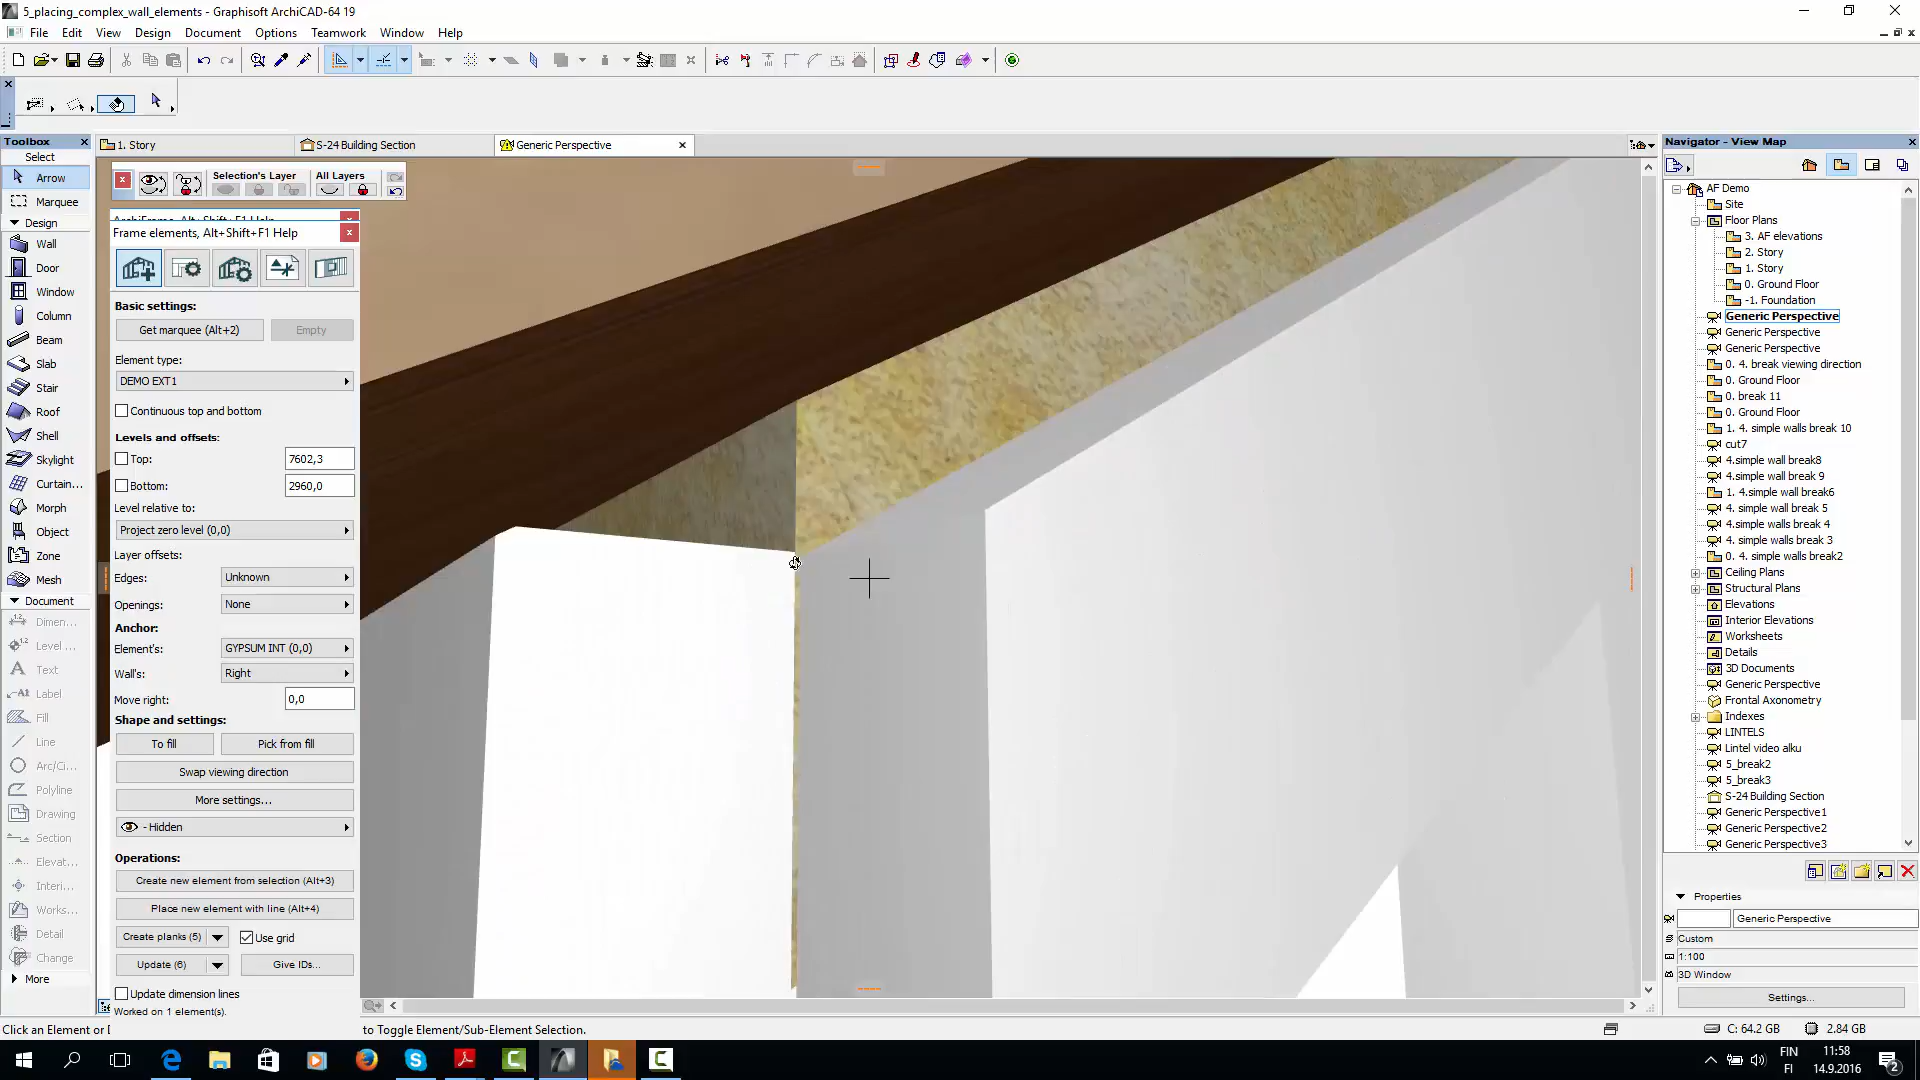 5_placing_complex_wall_elements - Graphisoft ArchiCAD-64 19
File Edit View Design Document Options Teamwork Window Help
Toolbox
Select
Arrow
Marquee
Design
Wall
Door
Window
Column
Beam
Slab
Stair
Roof
Shell
Skylight
Curtain...
Morph
Object
Zone
Mesh
Document
Dimen...
Level ...
Text
Label
Fill
Line
Arc/Ci...
Polyline
Drawing
Section
Elevat...
Interi...
Works...
Detail
Change
More
1. Story
S-24 Building Section
Generic Perspective
Selection's Layer All Layers
ArchiFrame, Alt+Shift+F1 Help
Frame elements, Alt+Shift+F1 Help
Basic settings:
Get marquee (Alt+2) Empty
Element type:
DEMO EXT1
Continuous top and bottom
Levels and offsets:
Top: 7602,3
Bottom: 2960,0
Level relative to:
Project zero level (0,0)
Layer offsets:
Edges: Unknown
Openings: None
Anchor:
Element's: GYPSUM INT (0,0)
Wall's: Right
Move right: 0,0
Shape and settings:
To fill Pick from fill
Swap viewing direction
More settings...
- Hidden
Operations:
Create new element from selection (Alt+3)
Place new element with line (Alt+4)
Create planks (5) Use grid
Update (6) Give IDs...
Update dimension lines
Worked on 1 element(s).
Navigator - View Map
AF Demo
Site
Floor Plans
3. AF elevations
2. Story
1. Story
0. Ground Floor
-1. Foundation
Generic Perspective
Generic Perspective
Generic Perspective
0. 4. break viewing direction
0. Ground Floor
0. break 11
0. Ground Floor
1. 4. simple walls break 10
cut7
4.simple walls break8
4.simple wall break 9
1. 4.simple wall break6
4. simple wall break 5
4.simple walls break 4
4. simple walls break 3
0. 4. simple walls break2
Ceiling Plans
Structural Plans
Elevations
Interior Elevations
Worksheets
Details
3D Documents
Generic Perspective
Frontal Axonometry
Indexes
LINTELS
Lintel video alku
5_break2
5_break3
S-24 Building Section
Generic Perspective1
Generic Perspective2
Generic Perspective3
Properties
Generic Perspective
Custom
1:100
3D Window
Settings...
Click an Element or D
to Toggle Element/Sub-Element Selection.
C: 64.2 GB 2.84 GB
FIN
FI
11:58
14.9.2016
2